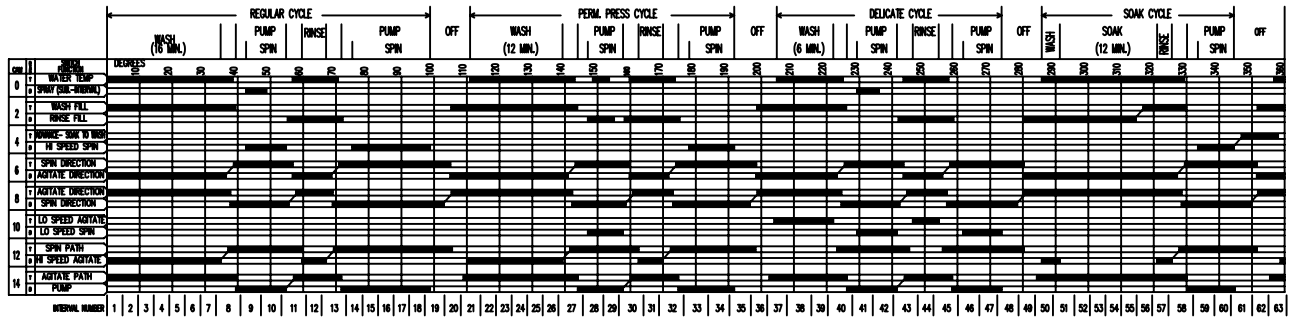 REGULAR CYCLE PERM. PRESS CYCLE DELICATE CYCLE SOAK CYCLE
WASH (16 MIN.) PUMP SPIN RINSE PUMP SPIN OFF WASH (12 MIN.) PUMP SPIN RINSE PUMP SPIN OFF WASH (6 MIN.) PUMP SPIN RINSE PUMP SPIN OFF WASH SOAK (12 MIN.) RINSE PUMP SPIN OFF
CAM SWITCH FUNCTION DEGREES 10 20 30 40 50 60 70 80 90 100 110 120 130 140 150 160 170 180 190 200 210 220 230 240 250 260 270 280 290 300 310 320 330 340 350 360
0 T WATER TEMP
B SPRAY (SUB-INTERVAL)
2 T WASH FILL
B RINSE FILL
4 T ADVANCE- SOAK TO WASH
B HI SPEED SPIN
6 T SPIN DIRECTION
B AGITATE DIRECTION
8 T AGITATE DIRECTION
B SPIN DIRECTION
10 T LO SPEED AGITATE
B LO SPEED SPIN
12 T SPIN PATH
B HI SPEED AGITATE
14 T AGITATE PATH
B PUMP
INTERVAL NUMBER 1 2 3 4 5 6 7 8 9 10 11 12 13 14 15 16 17 18 19 20 21 22 23 24 25 26 27 28 29 30 31 32 33 34 35 36 37 38 39 40 41 42 43 44 45 46 47 48 49 50 51 52 53 54 55 56 57 58 59 60 61 62 63